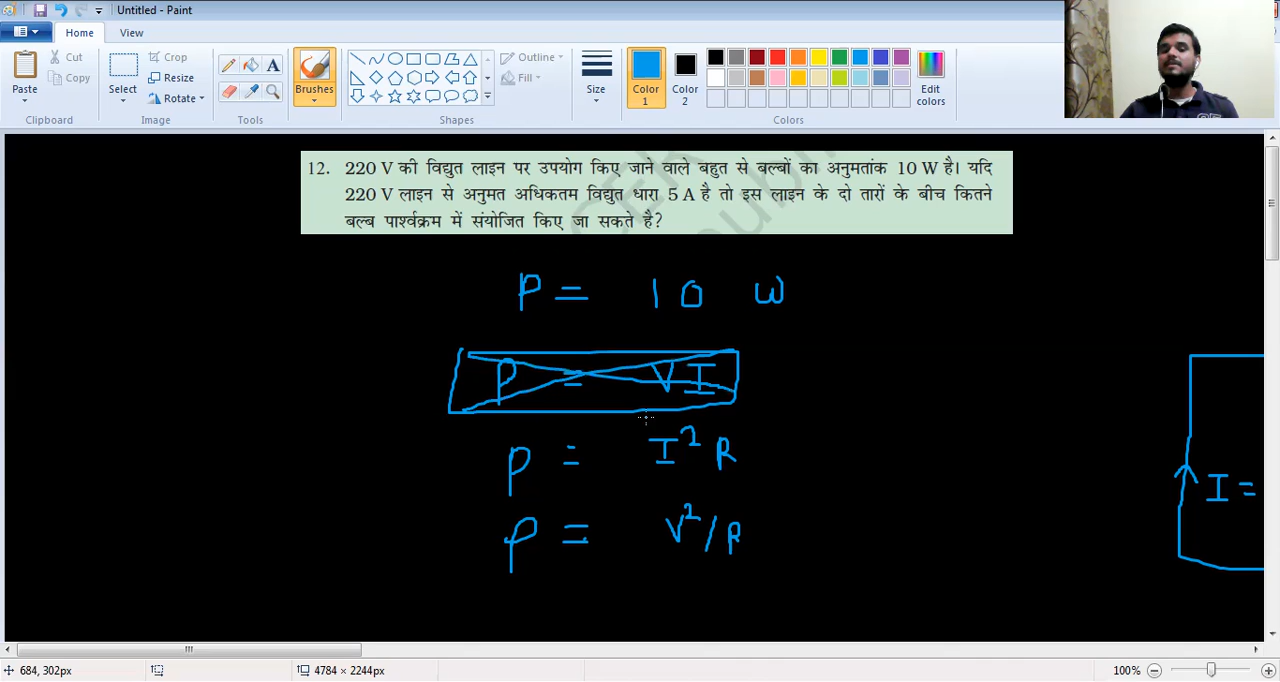 Untitled - Paint
Home View
Paste Cut Copy Select Crop Resize Rotate Brushes Outline Fill Size Color 1 Color 2 Edit colors
Clipboard Image Tools Shapes Colors
12. 220 V की विद्युत लाइन पर उपयोग किए जाने वाले बहुत से बल्बों का अनुमतांक 10 W है। यदि
220 V लाइन से अनुमत अधिकतम विद्युत धारा 5 A है तो इस लाइन के दो तारों के बीच कितने
बल्ब पार्श्वक्रम में संयोजित किए जा सकते है?
P = 10 W
P = VI
P = I²R
I =
P = V²/R
684, 302px 4784 × 2244px 100%